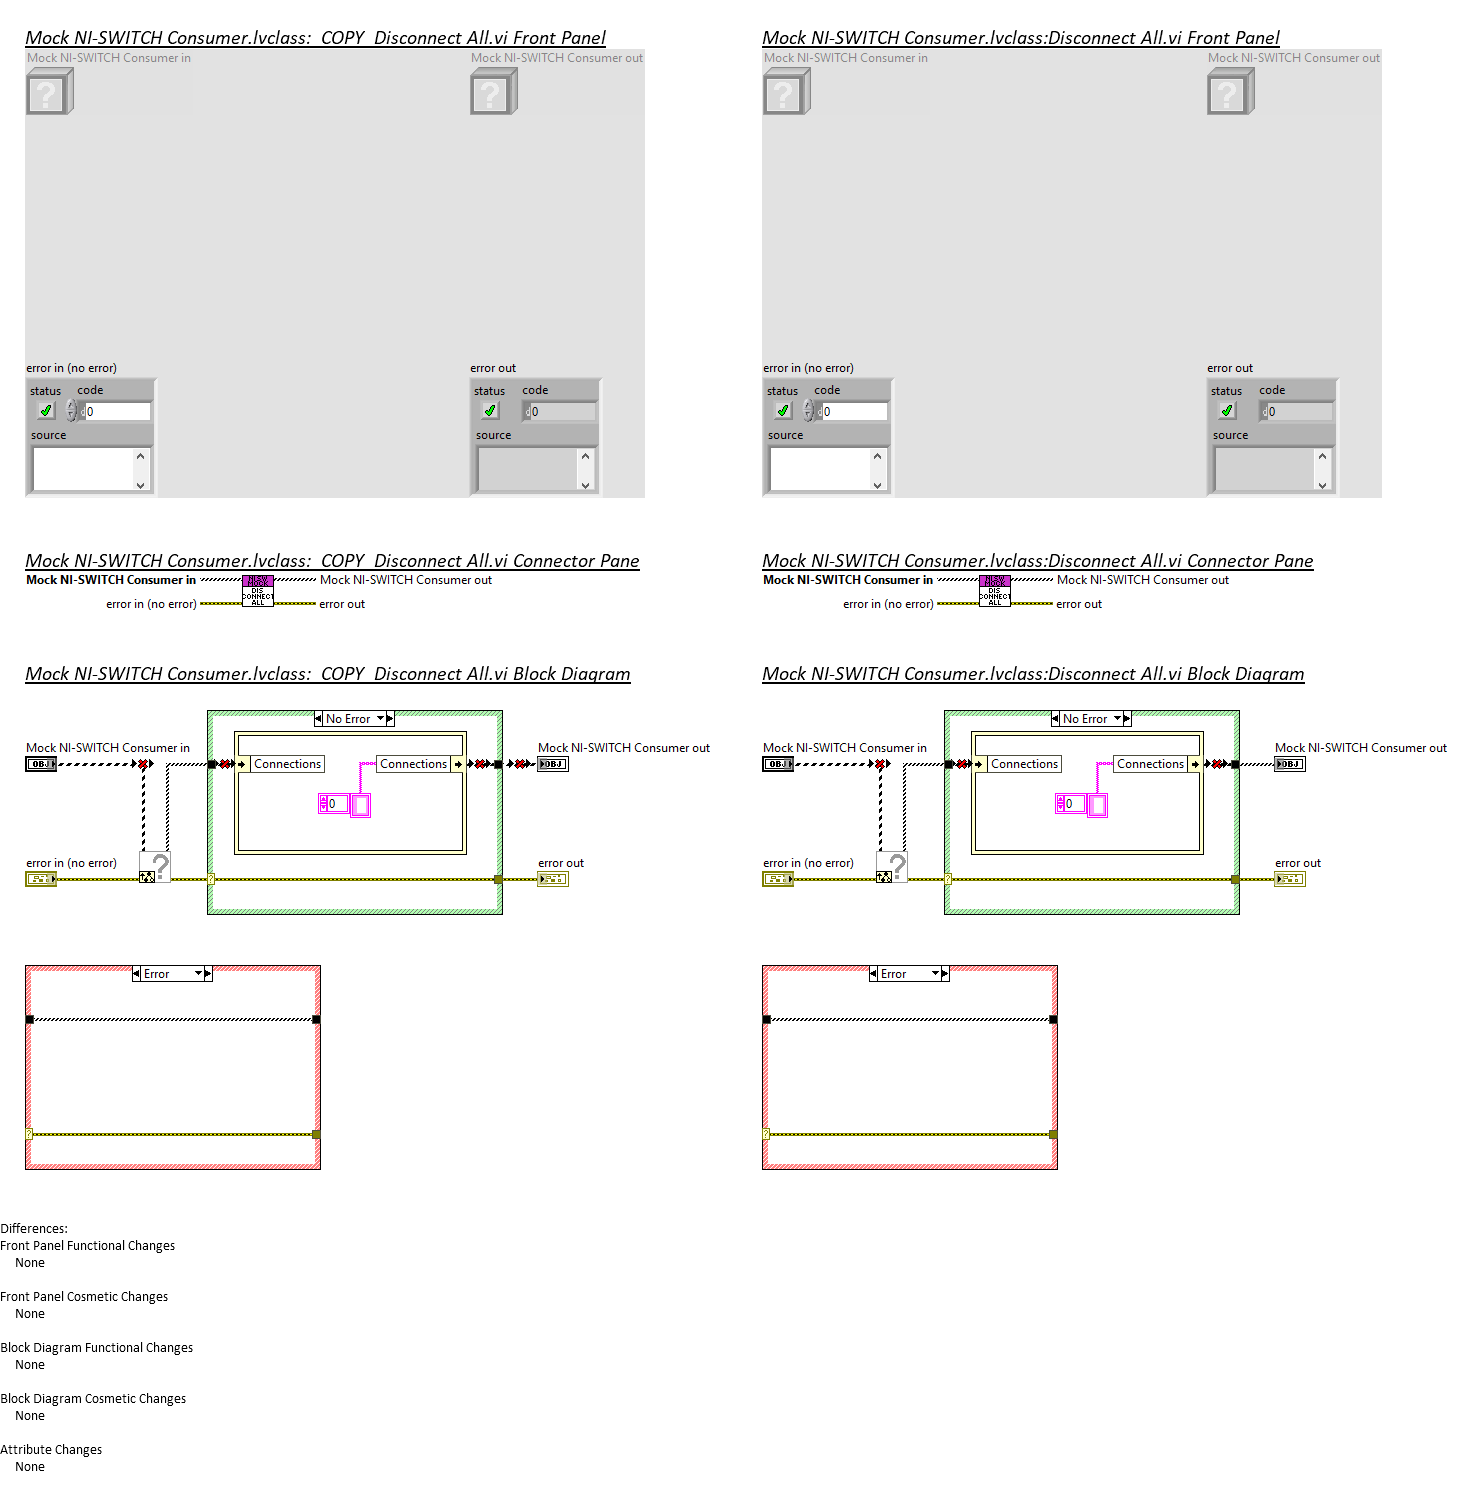 Mock NI-SWITCH Consumer.lvclass:  COPY  Disconnect All.vi Front Panel
Mock NI-SWITCH Consumer in
Mock NI-SWITCH Consumer out
?
?
error in (no error)
status
code
d
0
source
error out
status
code
d
0
source
Mock NI-SWITCH Consumer.lvclass:Disconnect All.vi Front Panel
Mock NI-SWITCH Consumer in
Mock NI-SWITCH Consumer out
?
?
error in (no error)
status
code
d
0
source
error out
status
code
d
0
source
Mock NI-SWITCH Consumer.lvclass:  COPY  Disconnect All.vi Connector Pane
Mock NI-SWITCH Consumer in
NISW
MOCK
DIS
CONNECT
ALL
Mock NI-SWITCH Consumer out
error in (no error)
error out
Mock NI-SWITCH Consumer.lvclass:Disconnect All.vi Connector Pane
Mock NI-SWITCH Consumer in
NISW
MOCK
DIS
CONNECT
ALL
Mock NI-SWITCH Consumer out
error in (no error)
error out
Mock NI-SWITCH Consumer.lvclass:  COPY  Disconnect All.vi Block Diagram
No Error
Mock NI-SWITCH Consumer in
OBJ
Connections
Connections
0
Mock NI-SWITCH Consumer out
OBJ
error in (no error)
?
?
error out
Error
?
Mock NI-SWITCH Consumer.lvclass:Disconnect All.vi Block Diagram
No Error
Mock NI-SWITCH Consumer in
OBJ
Connections
Connections
0
Mock NI-SWITCH Consumer out
OBJ
error in (no error)
?
?
error out
Error
?
Differences:
Front Panel Functional Changes
None
Front Panel Cosmetic Changes
None
Block Diagram Functional Changes
None
Block Diagram Cosmetic Changes
None
Attribute Changes
None